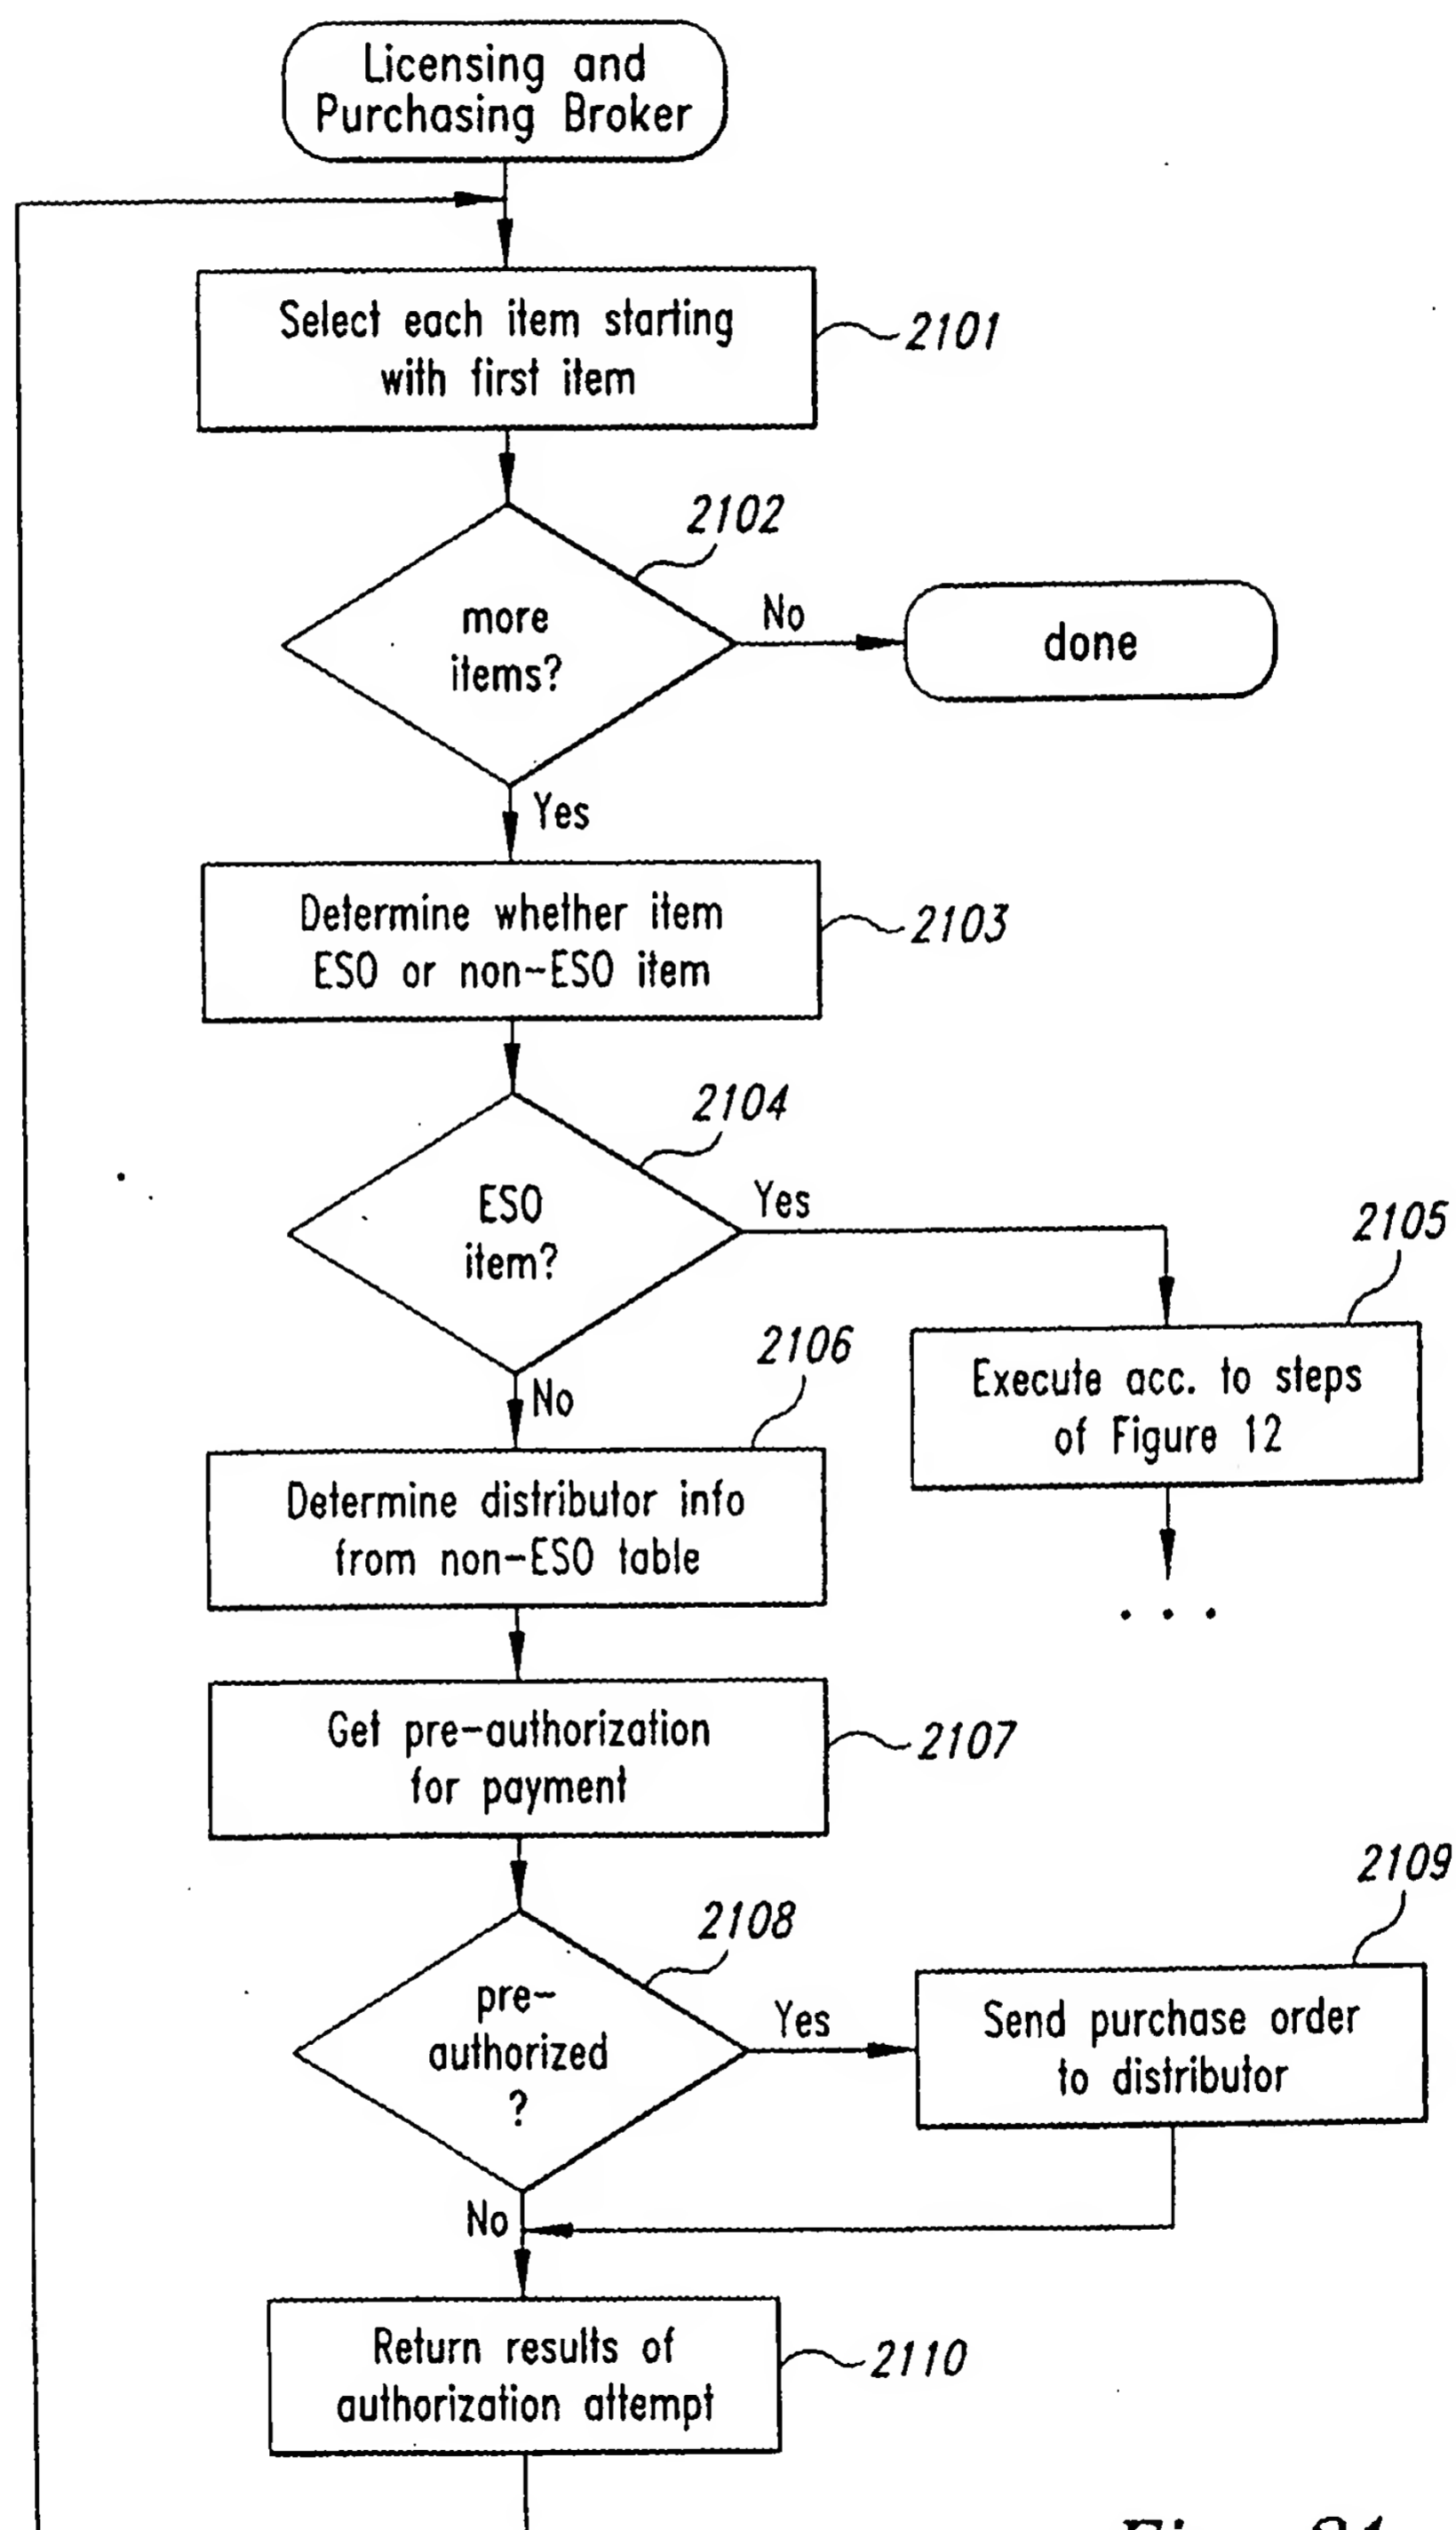 Licensing and
Purchasing Broker
Select each item starting
with first item
2101
2102
more
items?
No
done
Yes
Determine whether item
ESO or non-ESO item
2103
2104
ESO
item?
Yes
2105
Execute acc. to steps
of Figure 12
. . .
No
2106
Determine distributor info
from non-ESO table
Get pre-authorization
for payment
2107
2108
pre-
authorized
?
Yes
2109
Send purchase order
to distributor
No
Return results of
authorization attempt
2110